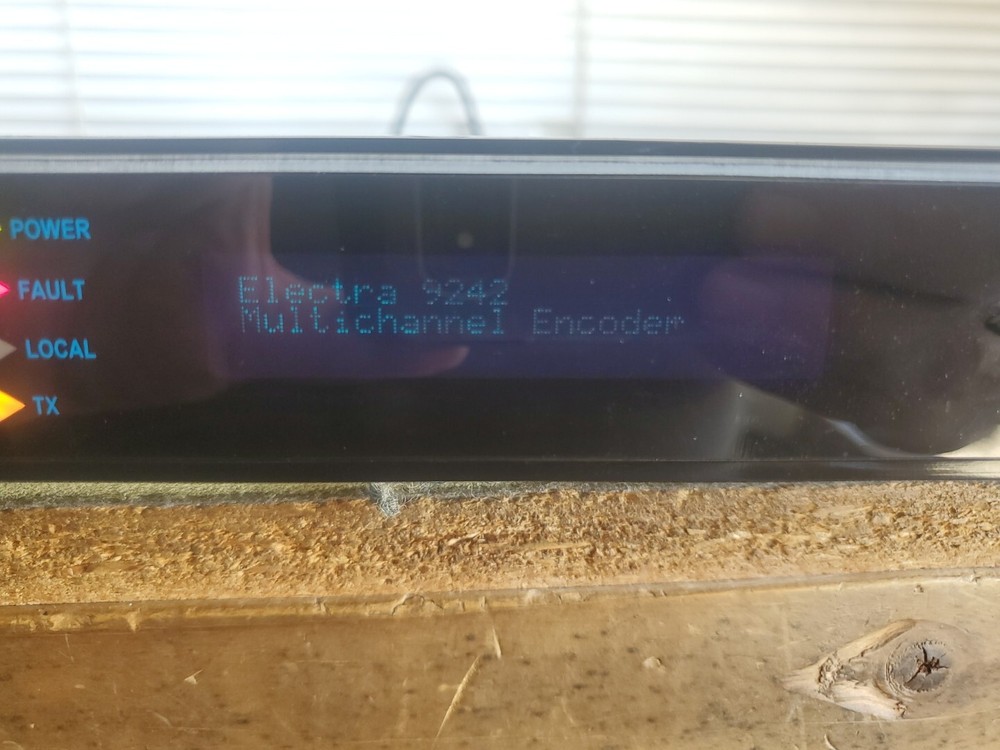 POWER
FAULT
LOCAL
TX
Electra 9242
Multichannel Encoder